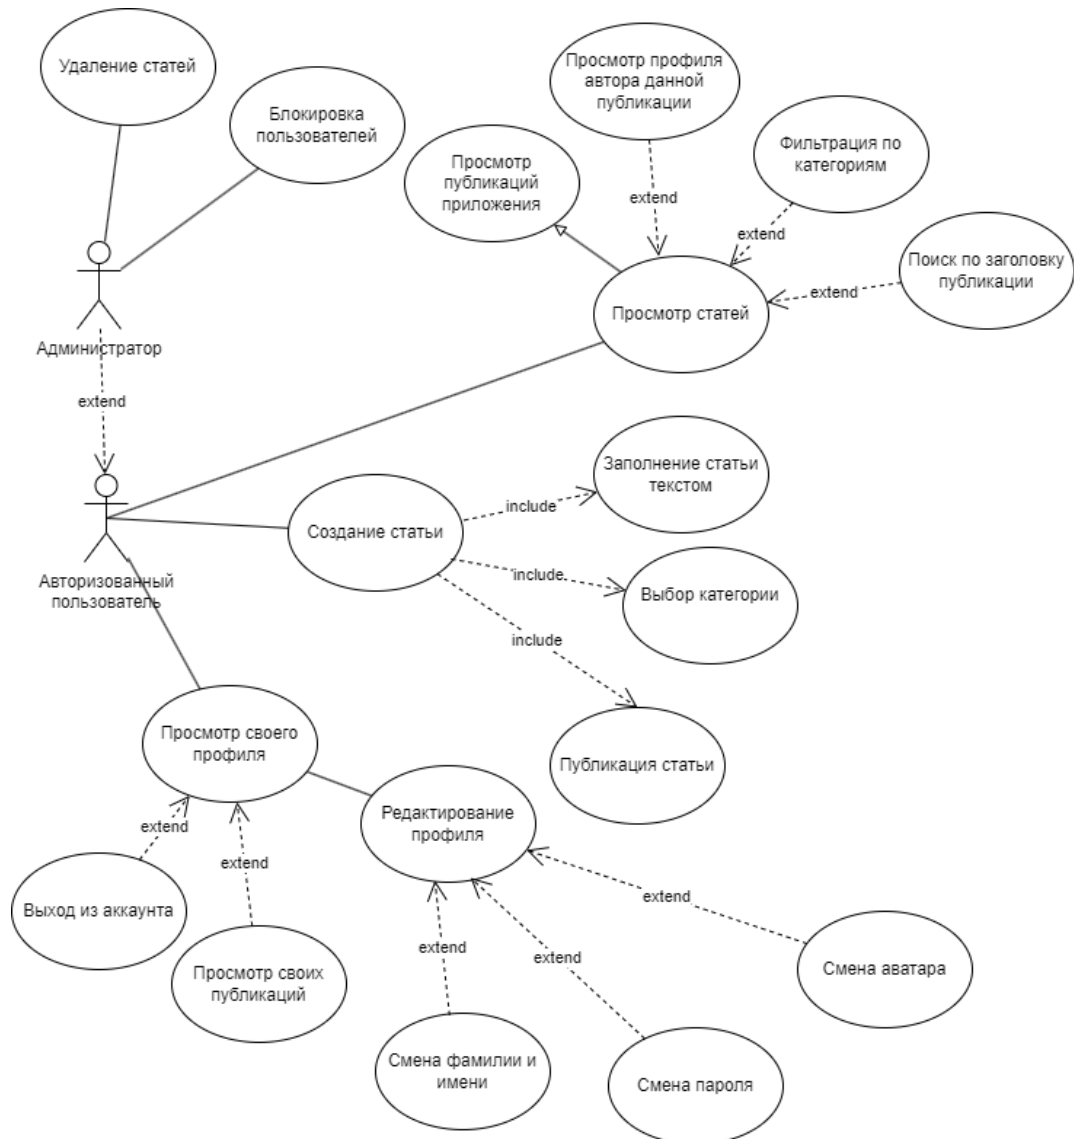 Удаление статей
Блокировка
пользователей
Просмотр профиля
автора данной
публикации
Просмотр
публикаций
приложения
Фильтрация по
категориям
extend
extend
Поиск по заголовку
публикации
extend
Просмотр статей
Администратор
extend
Заполнение статьи
текстом
include
Создание статьи
Авторизованный
пользователь
include
Выбор категории
include
Просмотр своего
профиля
Публикация статьи
Редактирование
профиля
extend
extend
extend
Выход из аккаунта
extend
extend
Просмотр своих
публикаций
Смена аватара
Смена фамилии и
имени
Смена пароля